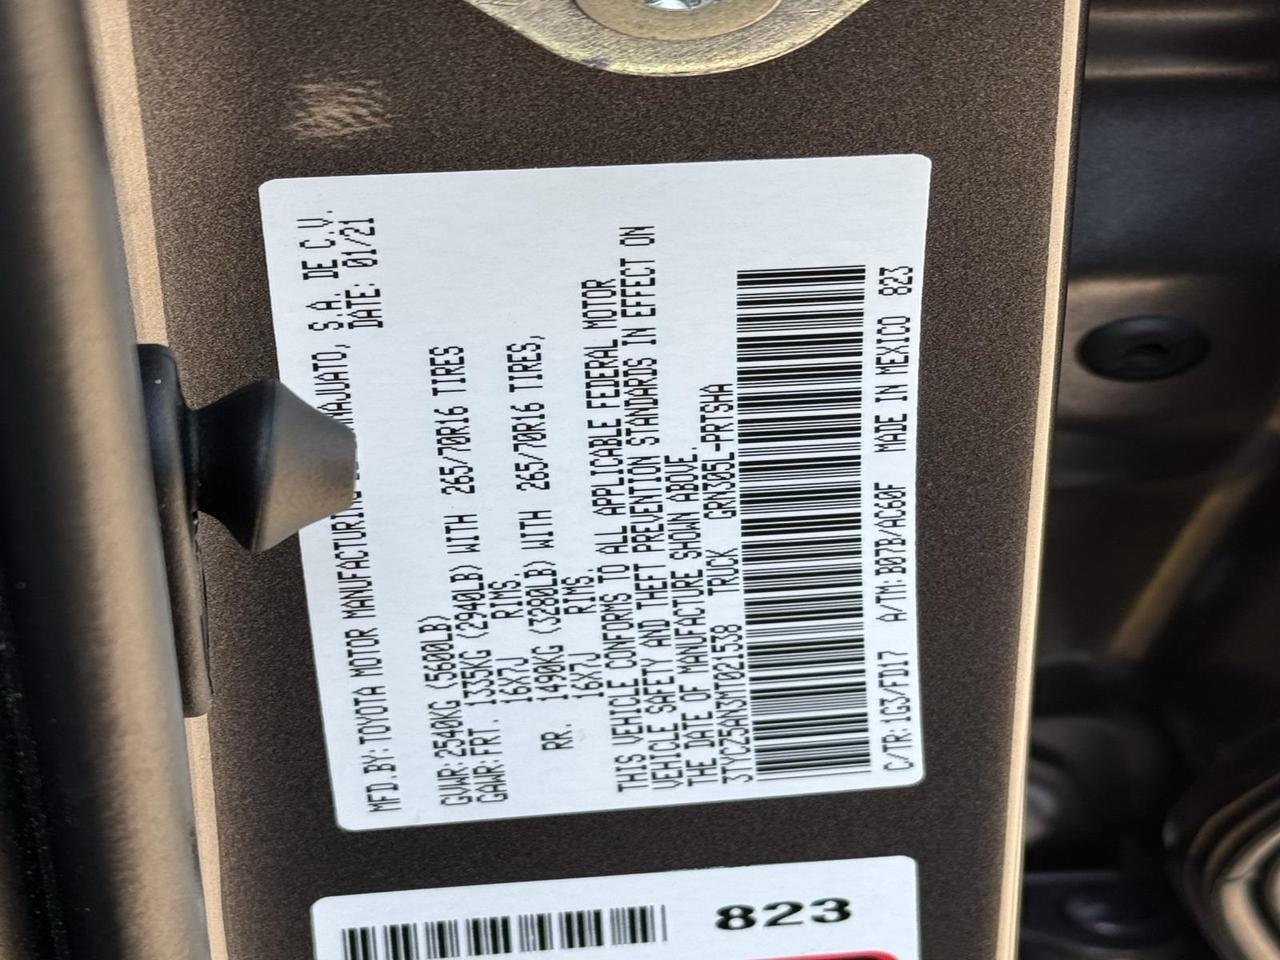 MFD.BY:TOYOTA MOTOR MANUFACTURING NAJUATO, S.A. DE C.V.
DATE: 01/21
GVWR:2540KG (5600LB)
GAWR:FRT. 1335KG (2940LB) WITH 265/70R16 TIRES
16X7J RIMS.
RR. 1490KG (3280LB) WITH 265/70R16 TIRES,
16X7J RIMS
THIS VEHICLE CONFORMS TO ALL APPLICABLE FEDERAL MOTOR
VEHICLE SAFETY AND THEFT PREVENTION STANDARDS IN EFFECT ON
THE DATE OF MANUFACTURE SHOWN ABOVE.
3TYCZ5AN3MT021538 TRUCK GRN305L-PRTSHA
C/TR:1G3/FD17 A/TM:B07B/AC60F MADE IN MEXICO 823
823